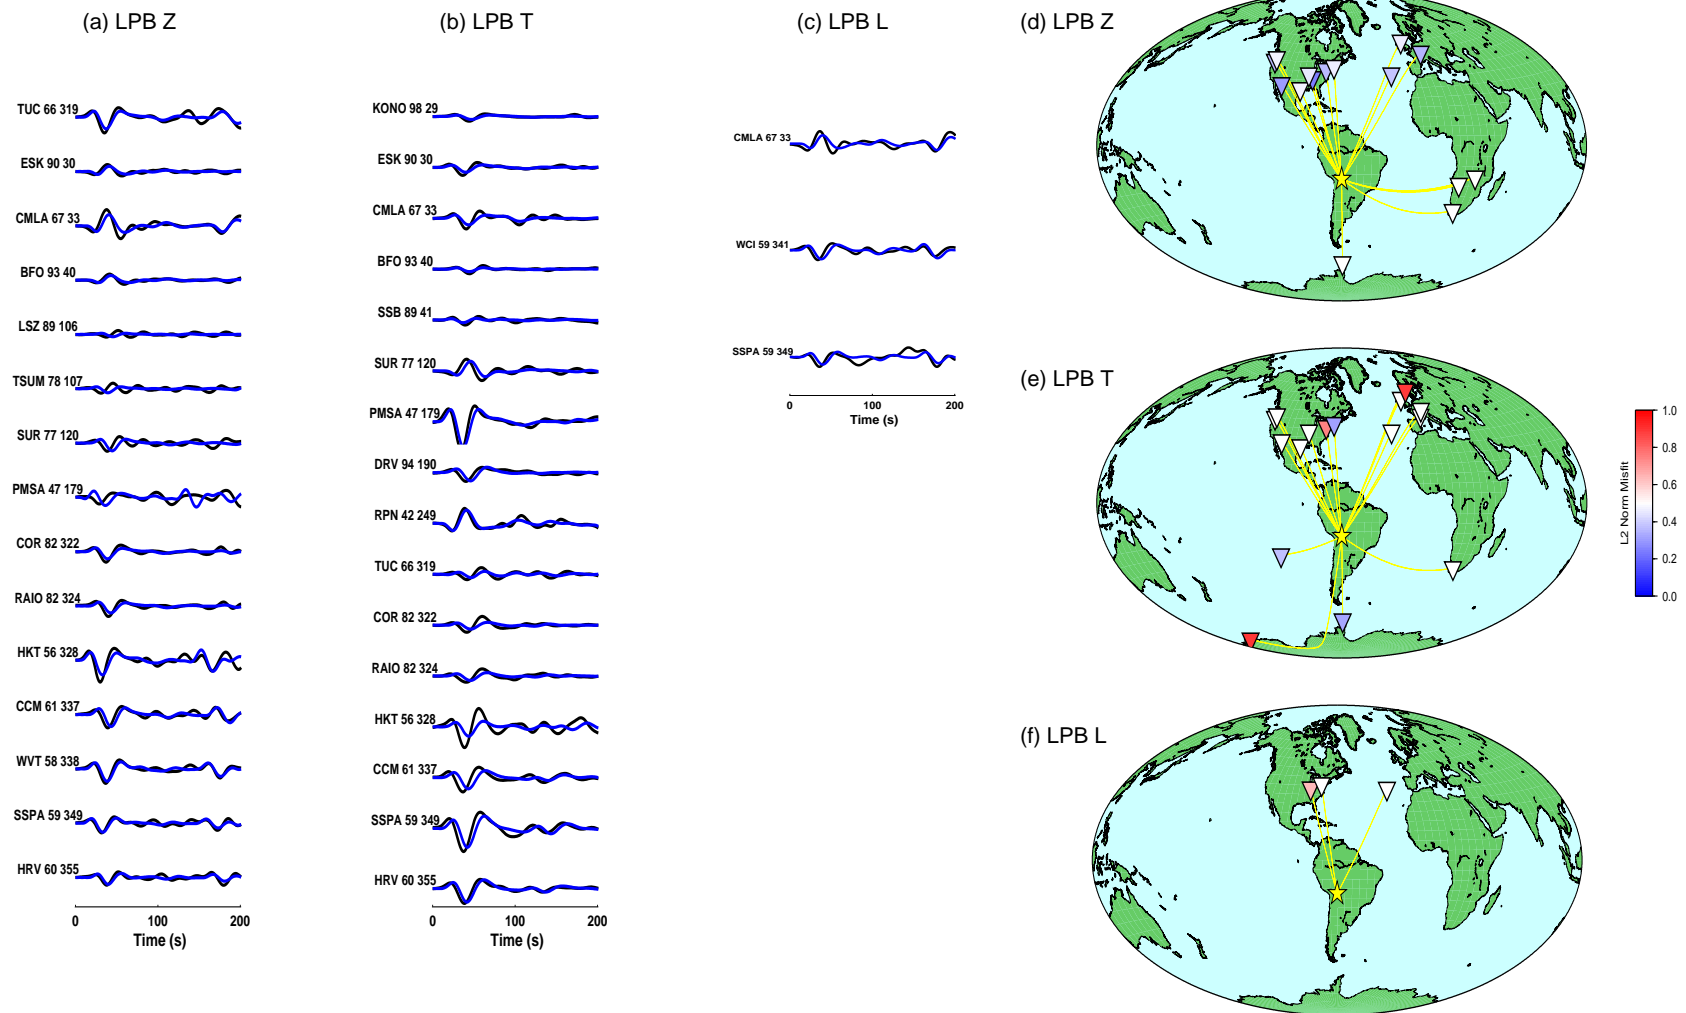 (a) LPB Z
TUC 66 319
ESK 90 30
CMLA 67 33
BFO 93 40
LSZ 89 106
TSUM 78 107
SUR 77 120
PMSA 47 179
COR 82 322
RAIO 82 324
HKT 56 328
CCM 61 337
WVT 58 338
SSPA 59 349
HRV 60 355
0 100 200
Time (s)
(b) LPB T
KONO 98 29
ESK 90 30
CMLA 67 33
BFO 93 40
SSB 89 41
SUR 77 120
PMSA 47 179
DRV 94 190
RPN 42 249
TUC 66 319
COR 82 322
RAIO 82 324
HKT 56 328
CCM 61 337
SSPA 59 349
HRV 60 355
0 100 200
Time (s)
(c) LPB L
CMLA 67 33
WCI 59 341
SSPA 59 349
0 100 200
Time (s)
(d) LPB Z
(e) LPB T
(f) LPB L
L2 Norm Misfit
1.0
0.8
0.6
0.4
0.2
0.0